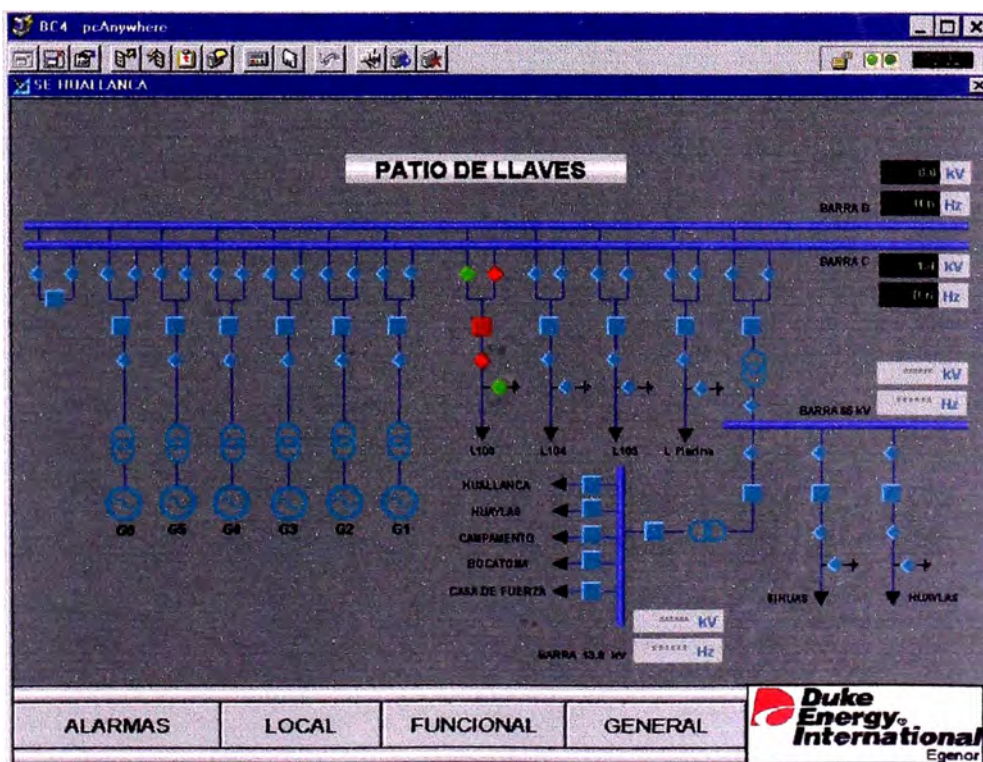 BC4 pcAnywhere
SE HUALLANCA
PATIO DE LLAVES
kV
BARRA B
Hz
BARRA C
kV
Hz
****** kV
BARRA 66 kV ****** Hz
L103 L104 L105 L Piedra
HUALLANCA
HUAYLAS
CAMPAMENTO
BOCATOMA
CASA DE FUERZA
G6 G5 G4 G3 G2 G1
SIHUAS HUAYLAS
****** kV
BARRA 13.8 kV ****** Hz
ALARMAS LOCAL FUNCIONAL GENERAL
Duke
Energy®
International
Egenor